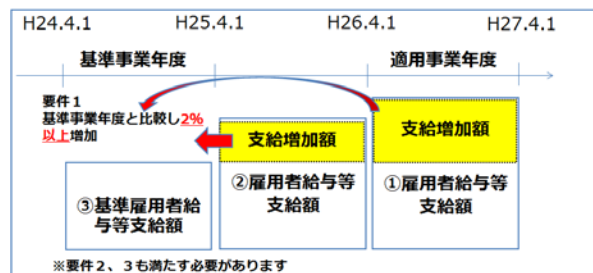 H24.4.1 H25.4.1 H26.4.1 H27.4.1
基準事業年度 適用事業年度
要件１
基準事業年度と比較し2%
以上増加
支給増加額
支給増加額
③基準雇用者給
与等支給額
②雇用者給与等
支給額
①雇用者給与等
支給額
※要件２、３も満たす必要があります